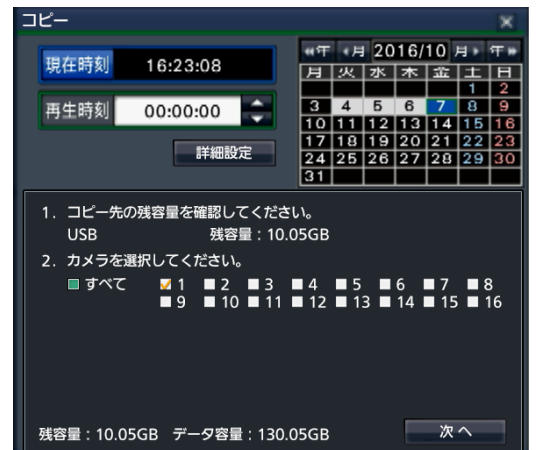 コピー
現在時刻 16:23:08
再生時刻 00:00:00
詳細設定
年 月 2016/10 月 年
月 火 水 木 金 土 日
1 2
3 4 5 6 7 8 9
10 11 12 13 14 15 16
17 18 19 20 21 22 23
24 25 26 27 28 29 30
31
1. コピー先の残容量を確認してください。
USB 残容量:10.05GB
2. カメラを選択してください。
すべて 1 2 3 4 5 6 7 8
9 10 11 12 13 14 15 16
残容量:10.05GB データ容量:130.05GB
次へ